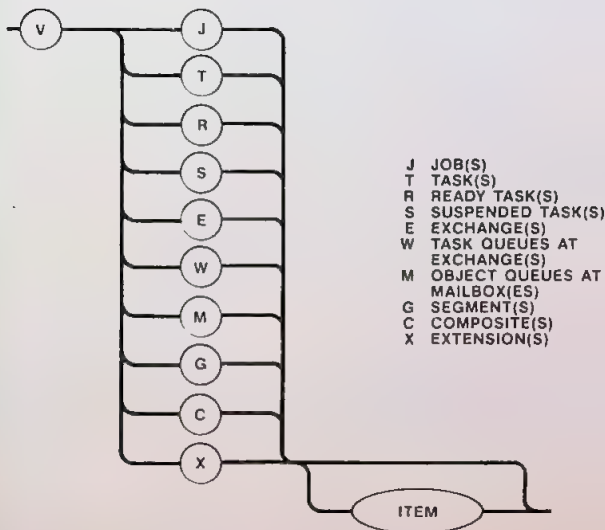 V
J
T
R
S
E
W
M
G
C
X
J JOB(S)
T TASK(S)
R READY TASK(S)
S SUSPENDED TASK(S)
E EXCHANGE(S)
W TASK QUEUES AT
EXCHANGE(S)
M OBJECT QUEUES AT
MAILBOX(ES)
G SEGMENT(S)
C COMPOSITE(S)
X EXTENSION(S)
ITEM